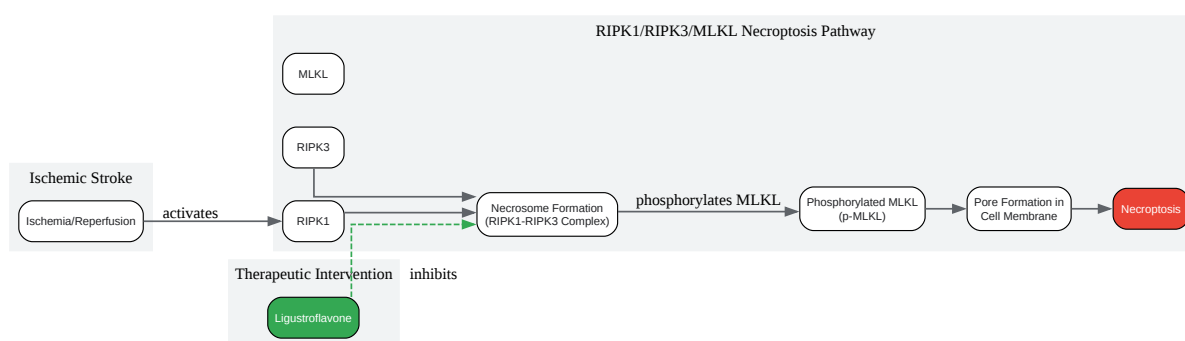 RIPK1/RIPK3/MLKL Necroptosis Pathway
MLKL
RIPK3
Ischemic Stroke
Ischemia/Reperfusion
activates
RIPK1
Necrosome Formation
(RIPK1-RIPK3 Complex)
phosphorylates MLKL
Phosphorylated MLKL
(p-MLKL)
Pore Formation in
Cell Membrane
Necroptosis
Therapeutic Intervention
inhibits
Ligustroflavone